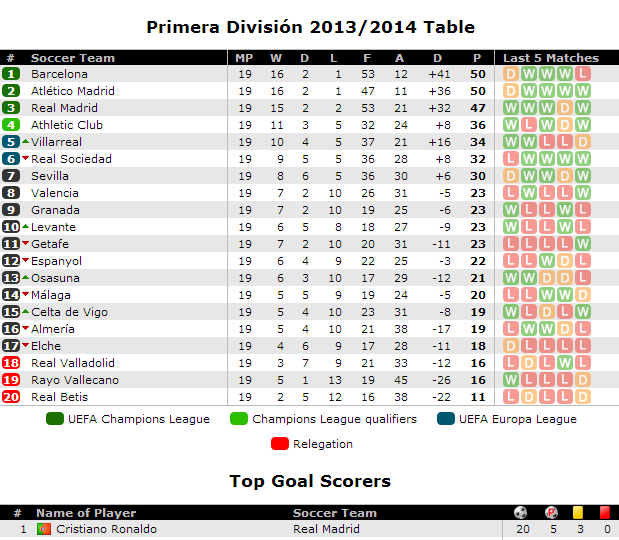 Primera División 2013/2014 Table
# Soccer Team MP W D L F A D P Last 5 Matches
1 Barcelona 19 16 2 1 53 12 +41 50 D W W W L
2 Atlético Madrid 19 16 2 1 47 11 +36 50 D W W W W
3 Real Madrid 19 15 2 2 53 21 +32 47 W W W D W
4 Athletic Club 19 11 3 5 32 24 +8 36 W L W D W
5 Villarreal 19 10 4 5 37 21 +16 34 W W L L D
6 Real Sociedad 19 9 5 5 36 28 +8 32 L W W W W
7 Sevilla 19 8 6 5 36 30 +6 30 D W W D W
8 Valencia 19 7 2 10 26 31 -5 23 L W L L W
9 Granada 19 7 2 10 19 25 -6 23 W L L W L
10 Levante 19 6 5 8 18 27 -9 23 W L L W L
11 Getafe 19 7 2 10 20 31 -11 23 L L L L W
12 Espanyol 19 6 4 9 22 25 -3 22 L L W D L
13 Osasuna 19 6 3 10 17 29 -12 21 W W D D L
14 Málaga 19 5 5 9 19 24 -5 20 L L W W D
15 Celta de Vigo 19 5 4 10 23 31 -8 19 W L D L W
16 Almería 19 5 4 10 21 38 -17 19 L W W D L
17 Elche 19 4 6 9 17 28 -11 18 D L L L L
18 Real Valladolid 19 3 7 9 21 33 -12 16 L D L W L
19 Rayo Vallecano 19 5 1 13 19 45 -26 16 W L L L D
20 Real Betis 19 2 5 12 16 38 -22 11 L D L L D
UEFA Champions League Champions League qualifiers UEFA Europa League
Relegation
Top Goal Scorers
# Name of Player Soccer Team
1 Cristiano Ronaldo Real Madrid 20 5 3 0